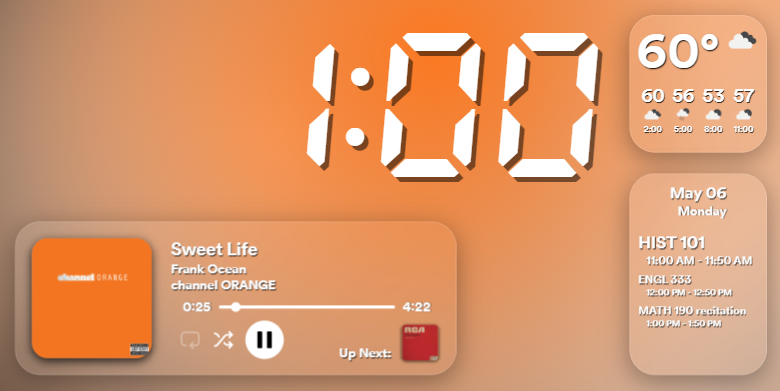 1:00
60°
60 56 53 57
2:00 5:00 8:00 11:00
May 06
Monday
HIST 101
11:00 AM - 11:50 AM
ENGL 333
12:00 PM - 12:50 PM
MATH 190 recitation
1:00 PM - 1:50 PM
channel ORANGE
Sweet Life
Frank Ocean
channel ORANGE
0:25 4:22
Up Next:
RCA